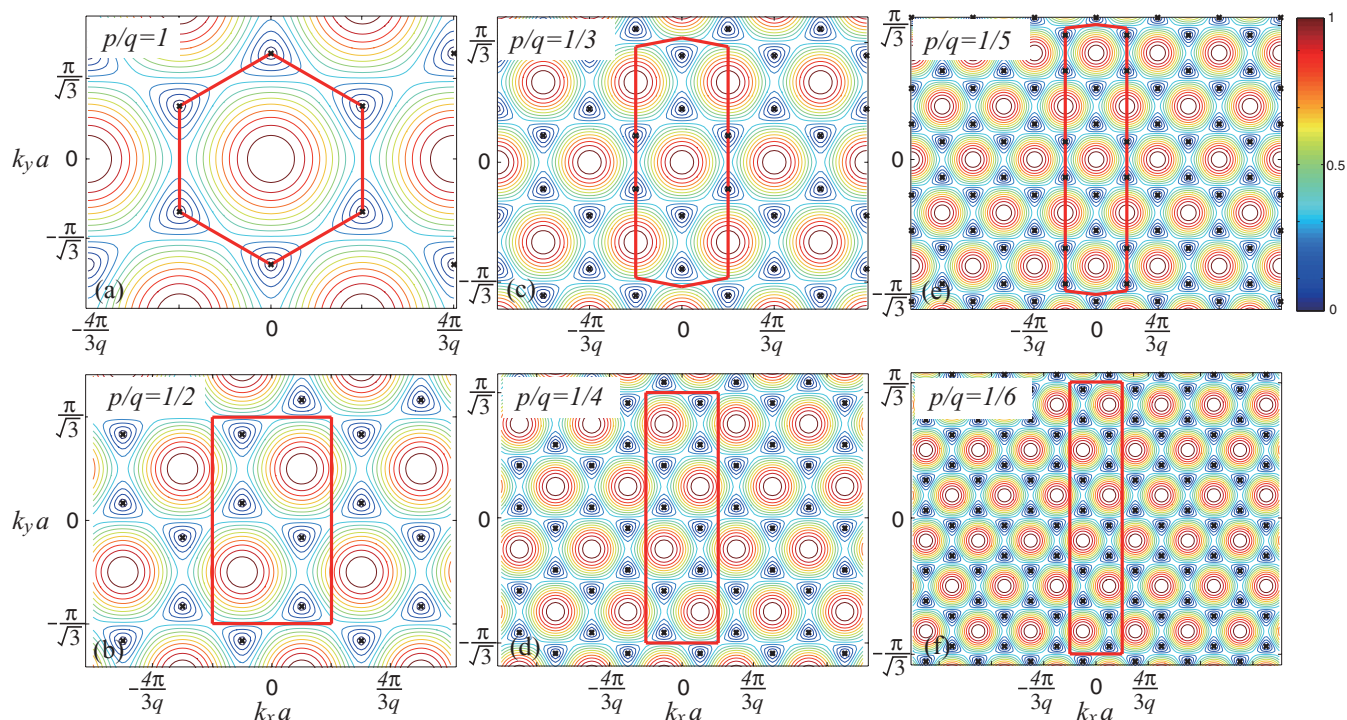 p/q=1
π/√3
k_y a 0
-π/√3
(a)
-4π/3q 0 4π/3q
p/q=1/3
π/√3
0
-π/√3
(c)
-4π/3q 0 4π/3q
p/q=1/5
π/√3
0
-π/√3
(e)
-4π/3q 0 4π/3q
1
0.5
0
p/q=1/2
π/√3
k_y a 0
-π/√3
(b)
-4π/3q 0 4π/3q
k_x a
p/q=1/4
π/√3
0
-π/√3
(d)
-4π/3q 0 4π/3q
k_x a
p/q=1/6
π/√3
0
-π/√3
(f)
-4π/3q 0 4π/3q
k_x a